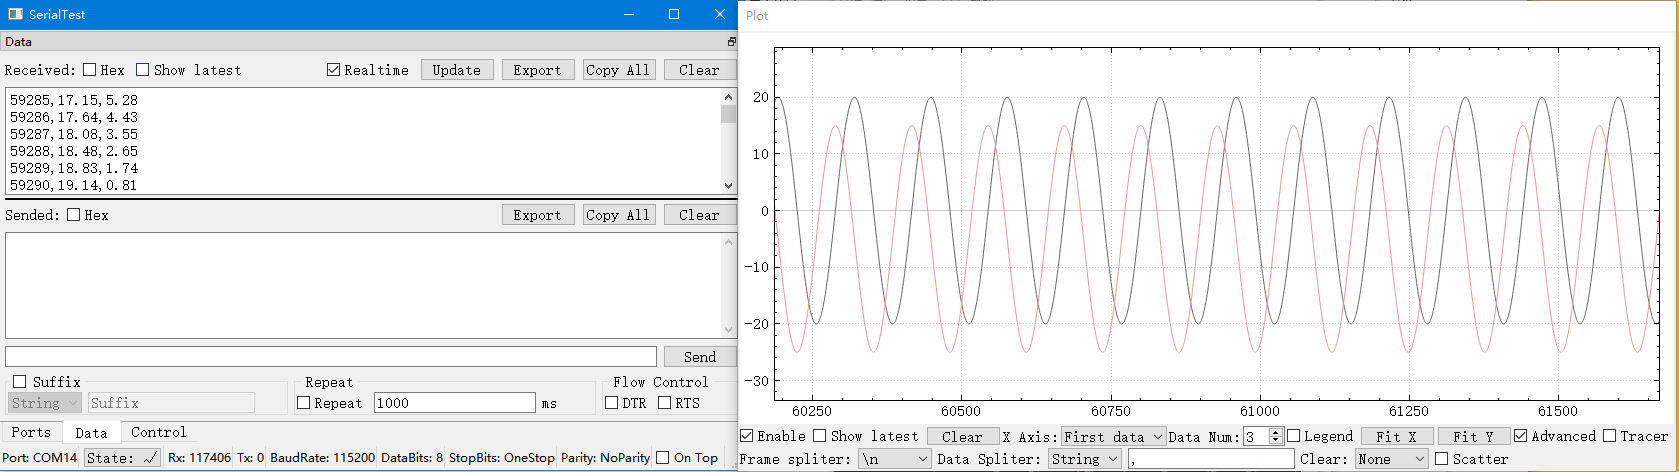 SerialTest
Data
Received: Hex Show latest Realtime Update Export Copy All Clear
59285,17.15,5.28
59286,17.64,4.43
59287,18.08,3.55
59288,18.48,2.65
59289,18.83,1.74
59290,19.14,0.81
Sended: Hex Export Copy All Clear
Send
Suffix
String Suffix
Repeat
Repeat 1000 ms
Flow Control
DTR RTS
Ports Data Control
Port: COM14 State: Rx: 117406 Tx: 0 BaudRate: 115200 DataBits: 8 StopBits: OneStop Parity: NoParity On Top
Plot
20
10
0
-10
-20
-30
60250 60500 60750 61000 61250 61500
Enable Show latest Clear X Axis: First data Data Num: 3 Legend Fit X Fit Y Advanced Tracer
Frame spliter: \n Data Spliter: String , Clear: None Scatter